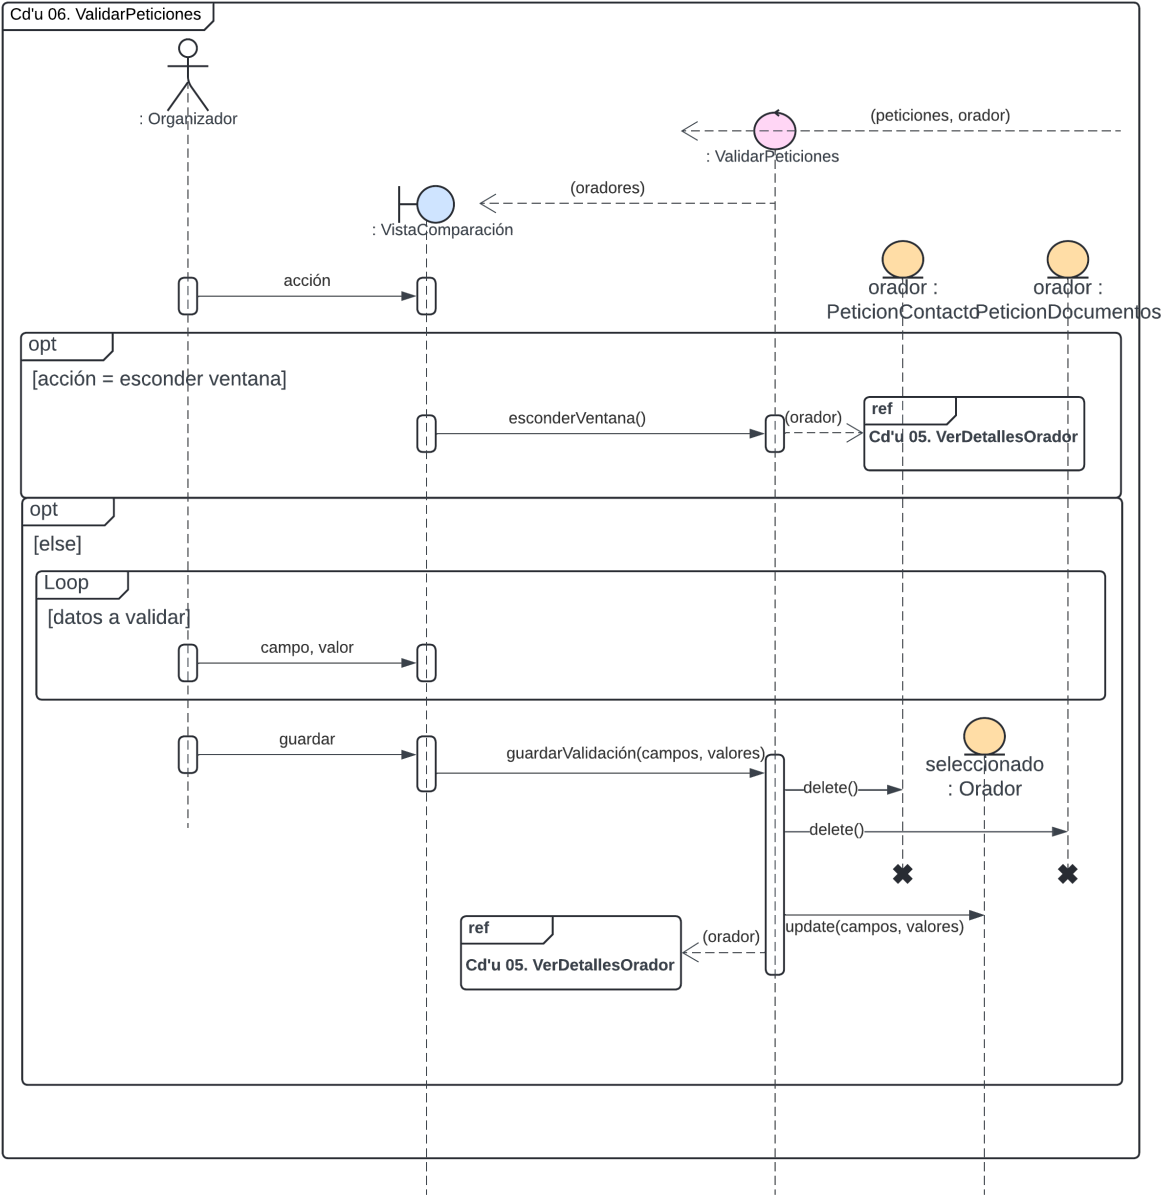 Cd'u 06. ValidarPeticiones
: Organizador
(peticiones, orador)
: ValidarPeticiones
(oradores)
: VistaComparación
acción
orador :
PeticionContacto
orador :
PeticionDocumentos
opt
[acción = esconder ventana]
esconderVentana()
(orador)
ref
Cd'u 05. VerDetallesOrador
opt
[else]
Loop
[datos a validar]
campo, valor
guardar
guardarValidación(campos, valores)
seleccionado
: Orador
delete()
delete()
update(campos, valores)
(orador)
ref
Cd'u 05. VerDetallesOrador